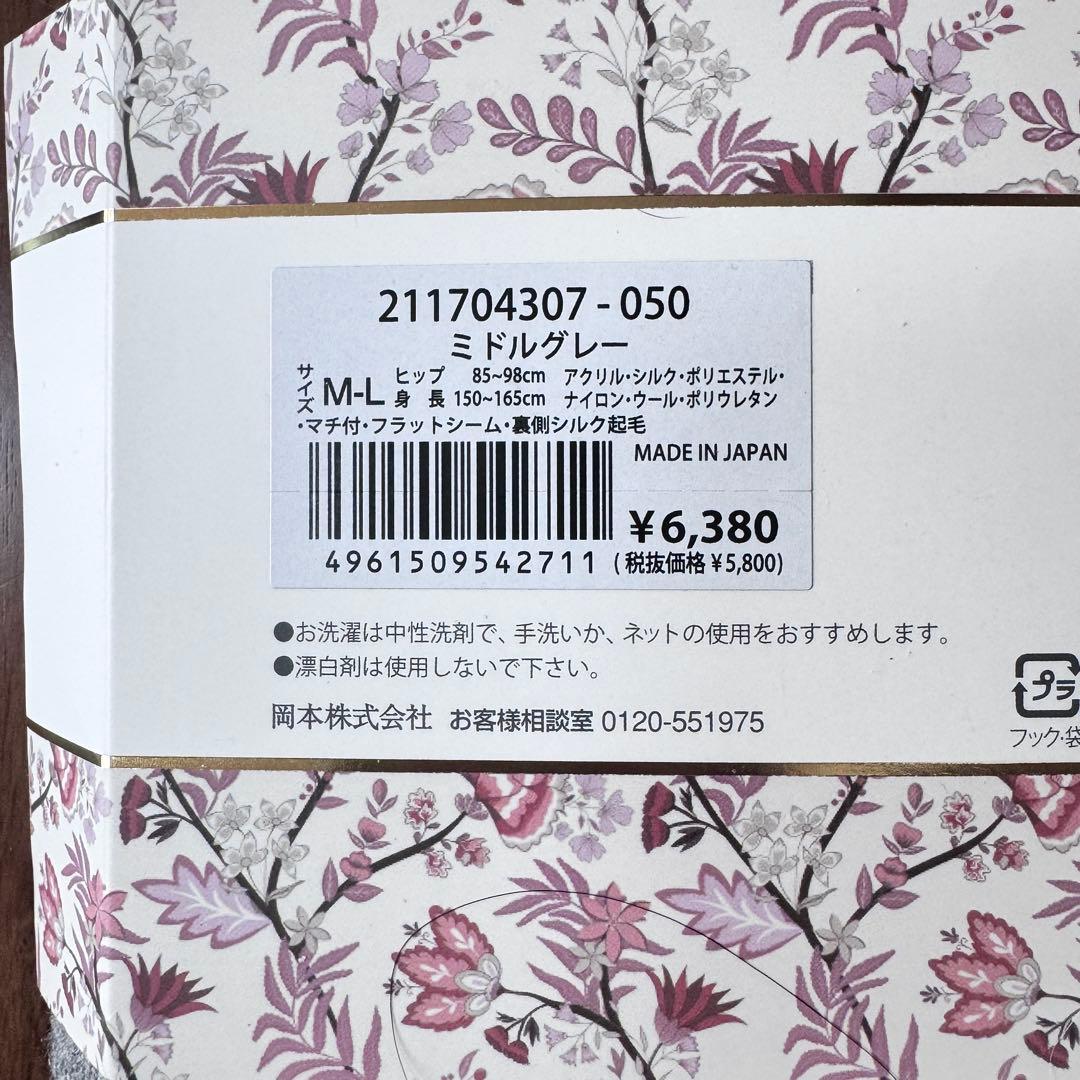 211704307-050
ミドルグレー
サイズ M-L ヒップ 85~98cm アクリル・シルク・ポリエステル・
身長 150~165cm ナイロン・ウール・ポリウレタン
・マチ付・フラットシーム・裏側シルク起毛
MADE IN JAPAN
¥6,380
4961509542711 (税抜価格¥5,800)
●お洗濯は中性洗剤で、手洗いか、ネットの使用をおすすめします。
●漂白剤は使用しないで下さい。
岡本株式会社 お客様相談室 0120-551975
プラ
フック・袋